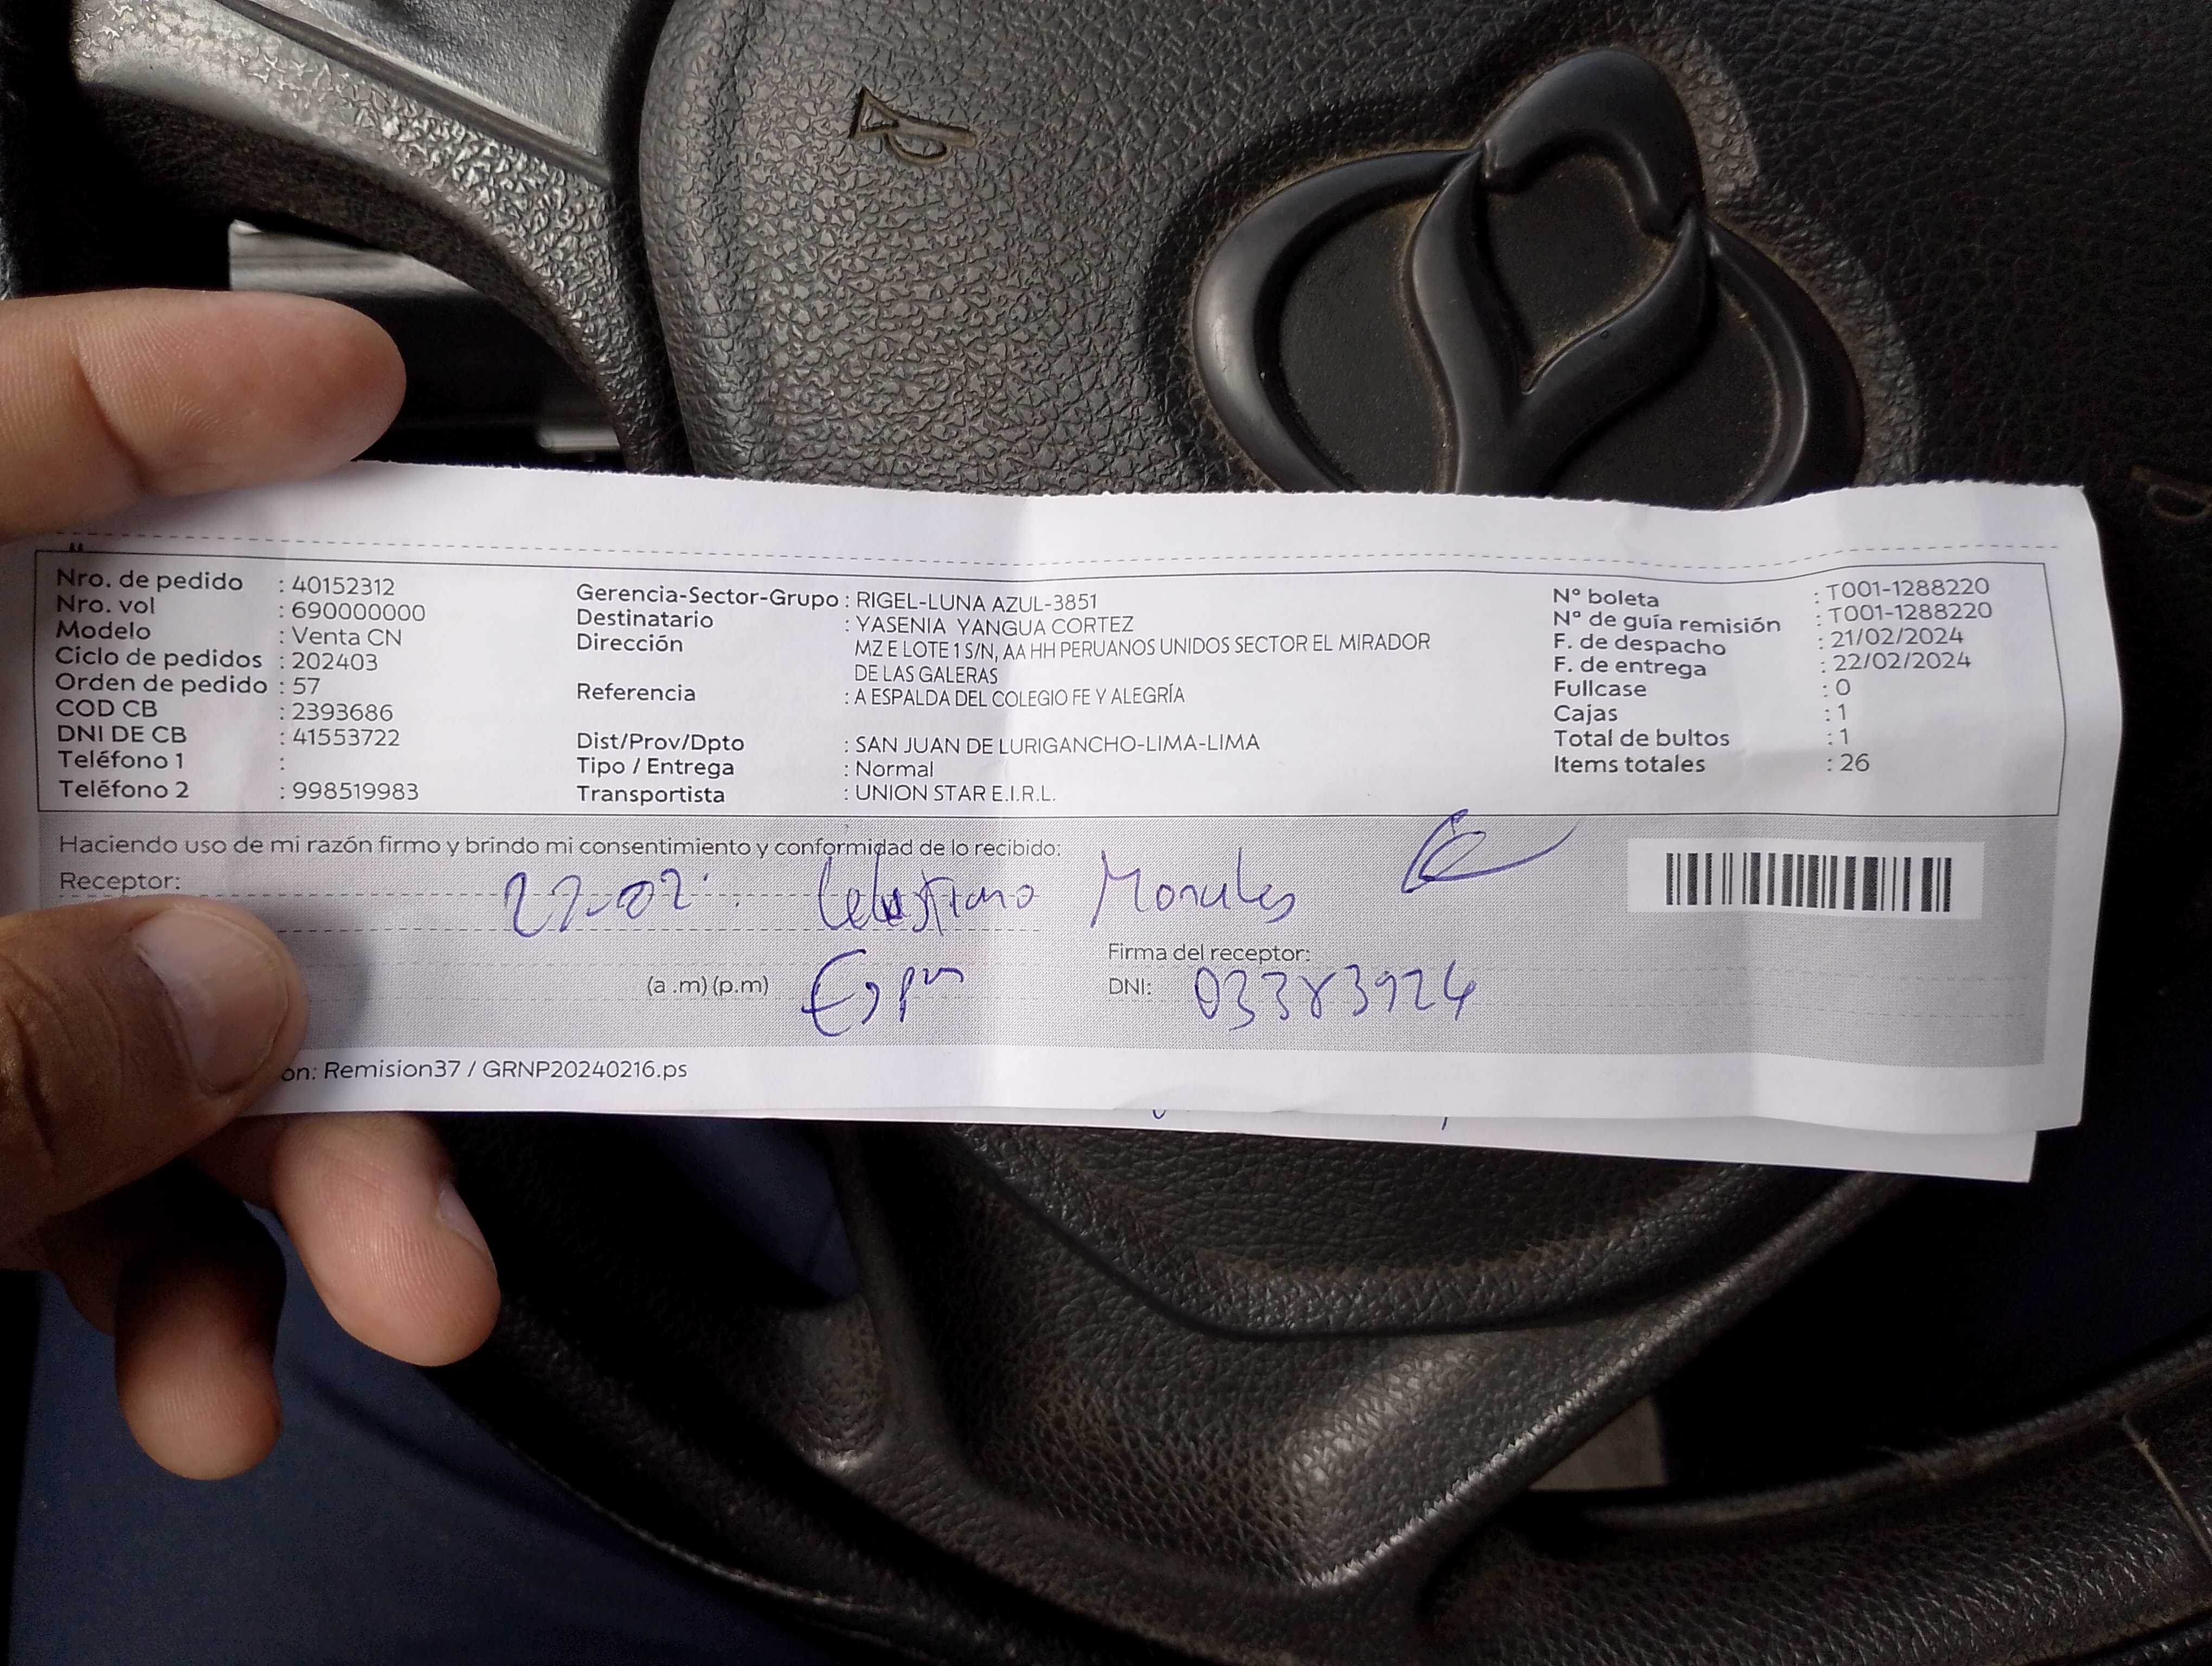 Nro. de pedido : 40152312
Nro. vol : 690000000
Modelo : Venta CN
Ciclo de pedidos : 202403
Orden de pedido : 57
COD CB : 2393686
DNI DE CB : 41553722
Teléfono 1 :
Teléfono 2 : 998519983
Gerencia-Sector-Grupo : RIGEL-LUNA AZUL-3851
Destinatario : YASENIA YANGUA CORTEZ
Dirección MZ E LOTE 1 S/N, AA HH PERUANOS UNIDOS SECTOR EL MIRADOR
DE LAS GALERAS
Referencia : A ESPALDA DEL COLEGIO FE Y ALEGRÍA
Dist/Prov/Dpto : SAN JUAN DE LURIGANCHO-LIMA-LIMA
Tipo / Entrega : Normal
Transportista : UNION STAR E.I.R.L.
N° boleta : T001-1288220
N° de guía remisión : T001-1288220
F. de despacho : 21/02/2024
F. de entrega : 22/02/2024
Fullcase : 0
Cajas : 1
Total de bultos : 1
Items totales : 26
Haciendo uso de mi razón firmo y brindo mi consentimiento y conformidad de lo recibido:
Receptor: 22-02. Morales
Firma del receptor:
(a .m) (p.m) DNI: 03383924
on: Remision37 / GRNP20240216.ps